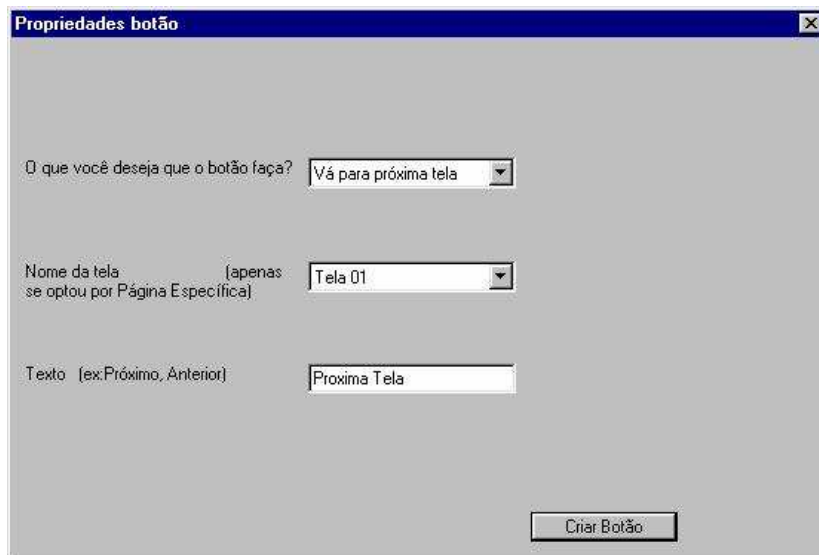 Propriedades botão
O que você deseja que o botão faça?
Vá para próxima tela
Nome da tela (apenas
se optou por Página Específica)
Tela 01
Texto (ex:Próximo, Anterior)
Proxima Tela
Criar Botão